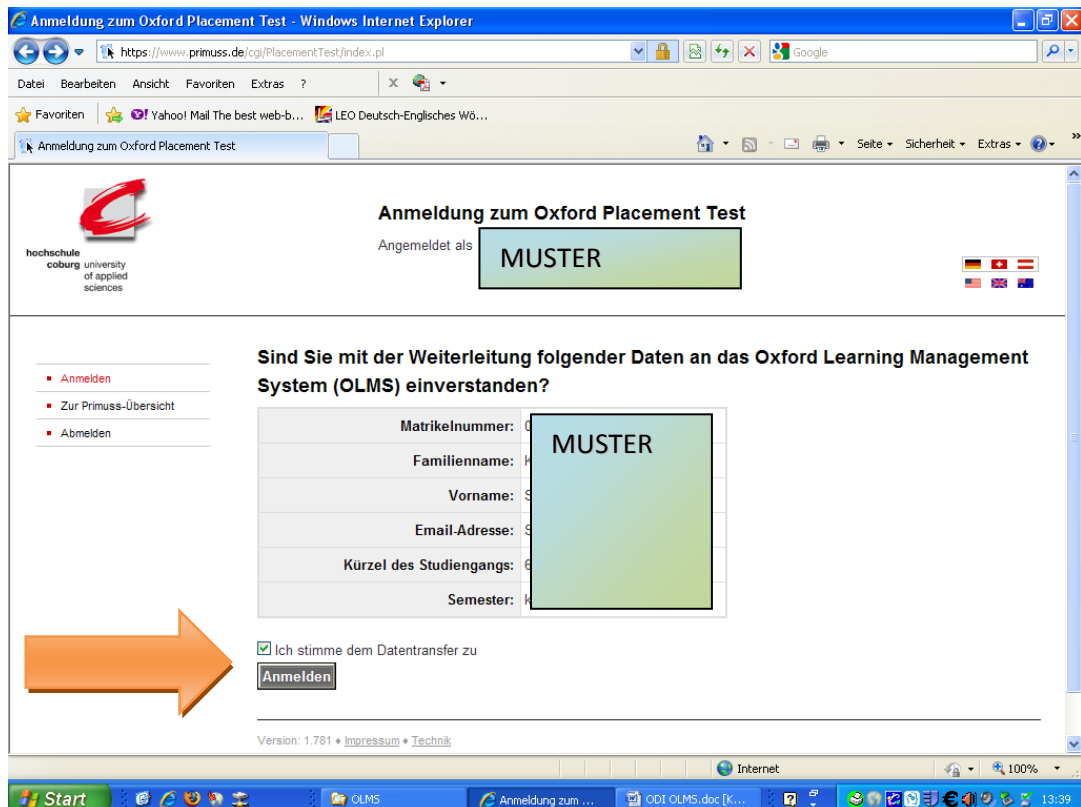 Anmeldung zum Oxford Placement Test - Windows Internet Explorer
https://www.primuss.de/cgi/PlacementTest/index.pl
Google
Datei Bearbeiten Ansicht Favoriten Extras ?
Favoriten Yahoo! Mail The best web-b... LEO Deutsch-Englisches Wö...
Anmeldung zum Oxford Placement Test
Seite Sicherheit Extras
hochschule
coburg university
of applied
sciences
Anmeldung zum Oxford Placement Test
Angemeldet als
MUSTER
Anmelden
Zur Primuss-Übersicht
Abmelden
Sind Sie mit der Weiterleitung folgender Daten an das Oxford Learning Management
System (OLMS) einverstanden?
Matrikelnummer:
Familienname:
Vorname:
Email-Adresse:
Kürzel des Studiengangs:
Semester:
MUSTER
Ich stimme dem Datentransfer zu
Anmelden
Version: 1.781 ♦ Impressum ♦ Technik
Internet
100%
Start
OLMS
Anmeldung zum ...
ODI OLMS.doc [K...
13:39